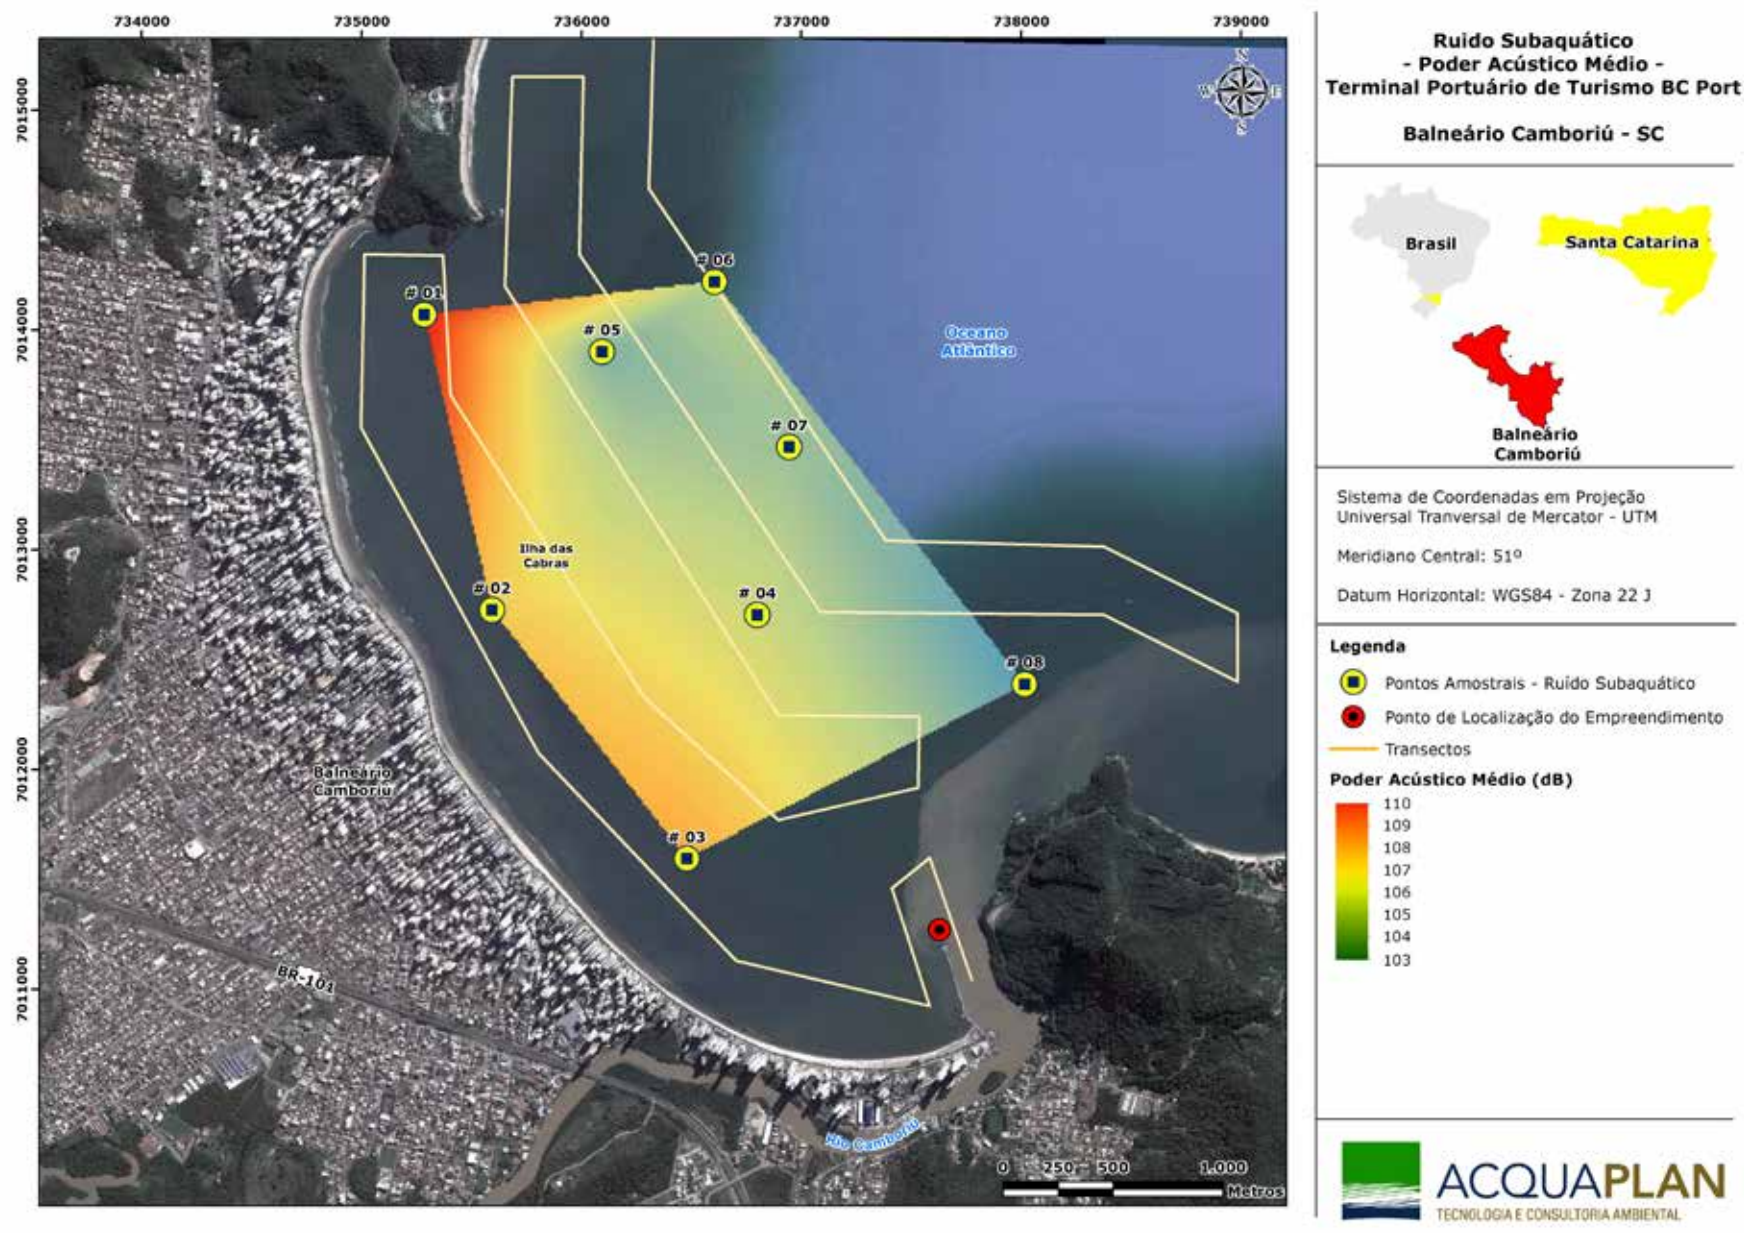 734000
735000
736000
737000
738000
739000
7015000
7014000
7013000
7012000
7011000
N
W
E
S
# 06
# 01
# 05
Oceano
Atlântico
# 07
Ilha das
Cabras
# 02
# 04
# 08
Balneário
Camboriú
# 03
BR-101
Rio Camboriú
0
250
500
1.000
Metros
Ruido Subaquático
- Poder Acústico Médio -
Terminal Portuário de Turismo BC Port
Balneário Camboriú - SC
Brasil
Santa Catarina
Balneário
Camboriú
Sistema de Coordenadas em Projeção
Universal Tranversal de Mercator - UTM
Meridiano Central: 51º
Datum Horizontal: WGS84 - Zona 22 J
Legenda
Pontos Amostrais - Ruído Subaquático
Ponto de Localização do Empreendimento
Transectos
Poder Acústico Médio (dB)
110
109
108
107
106
105
104
103
ACQUAPLAN
TECNOLOGIA E CONSULTORIA AMBIENTAL